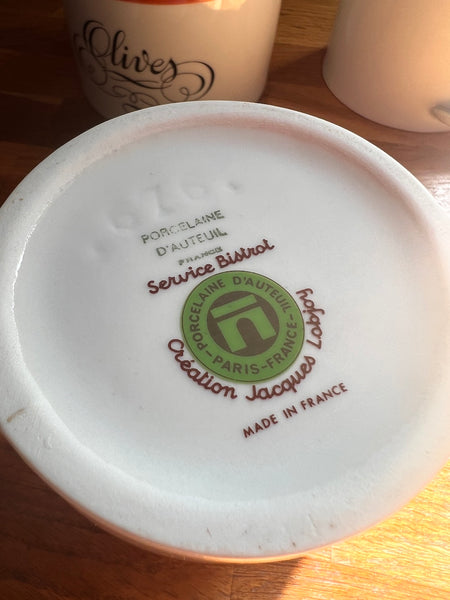 Olives
PORCELAINE
D'AUTEUIL
FRANCE
Service Bistrot
PORCELAINE D'AUTEUIL
-PARIS-FRANCE-
Création Jacques Lobjoy
MADE IN FRANCE